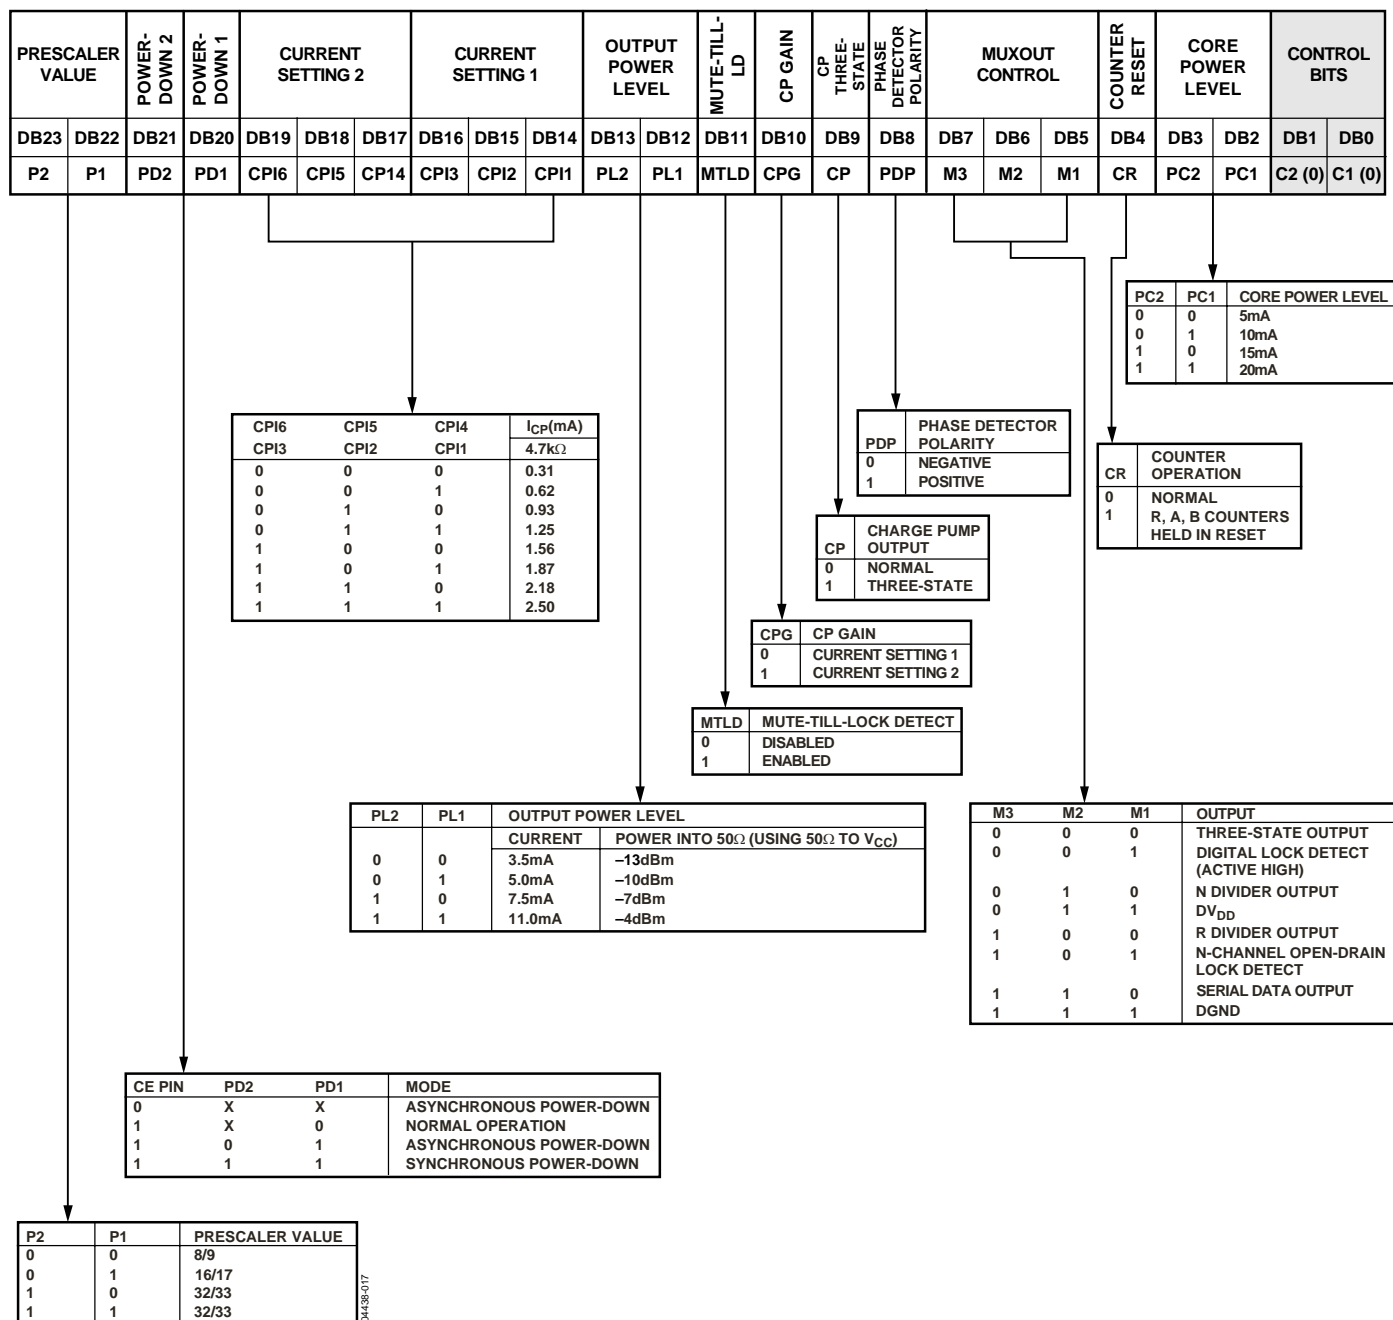 PRESCALER VALUE
POWER-DOWN 2
POWER-DOWN 1
CURRENT SETTING 2
CURRENT SETTING 1
OUTPUT POWER LEVEL
MUTE-TILL-LD
CP GAIN
CP THREE-STATE
PHASE DETECTOR POLARITY
MUXOUT CONTROL
COUNTER RESET
CORE POWER LEVEL
CONTROL BITS
DB23 DB22 DB21 DB20 DB19 DB18 DB17 DB16 DB15 DB14 DB13 DB12 DB11 DB10 DB9 DB8 DB7 DB6 DB5 DB4 DB3 DB2 DB1 DB0
P2 P1 PD2 PD1 CPI6 CPI5 CP14 CPI3 CPI2 CPI1 PL2 PL1 MTLD CPG CP PDP M3 M2 M1 CR PC2 PC1 C2 (0) C1 (0)
PC2 PC1 CORE POWER LEVEL
0 0 5mA
0 1 10mA
1 0 15mA
1 1 20mA
CPI6 CPI5 CPI4 ICP(mA)
CPI3 CPI2 CPI1 4.7kΩ
0 0 0 0.31
0 0 1 0.62
0 1 0 0.93
0 1 1 1.25
1 0 0 1.56
1 0 1 1.87
1 1 0 2.18
1 1 1 2.50
PHASE DETECTOR
PDP POLARITY
0 NEGATIVE
1 POSITIVE
COUNTER
CR OPERATION
0 NORMAL
1 R, A, B COUNTERS
HELD IN RESET
CHARGE PUMP
CP OUTPUT
0 NORMAL
1 THREE-STATE
CPG CP GAIN
0 CURRENT SETTING 1
1 CURRENT SETTING 2
MTLD MUTE-TILL-LOCK DETECT
0 DISABLED
1 ENABLED
PL2 PL1 OUTPUT POWER LEVEL
CURRENT POWER INTO 50Ω (USING 50Ω TO VCC)
0 0 3.5mA –13dBm
0 1 5.0mA –10dBm
1 0 7.5mA –7dBm
1 1 11.0mA –4dBm
M3 M2 M1 OUTPUT
0 0 0 THREE-STATE OUTPUT
0 0 1 DIGITAL LOCK DETECT
(ACTIVE HIGH)
0 1 0 N DIVIDER OUTPUT
0 1 1 DVDD
1 0 0 R DIVIDER OUTPUT
1 0 1 N-CHANNEL OPEN-DRAIN
LOCK DETECT
1 1 0 SERIAL DATA OUTPUT
1 1 1 DGND
CE PIN PD2 PD1 MODE
0 X X ASYNCHRONOUS POWER-DOWN
1 X 0 NORMAL OPERATION
1 0 1 ASYNCHRONOUS POWER-DOWN
1 1 1 SYNCHRONOUS POWER-DOWN
P2 P1 PRESCALER VALUE
0 0 8/9
0 1 16/17
1 0 32/33
1 1 32/33
04438-017